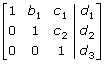 [1 b₁ c₁ | d₁]
[0 1 c₂ | d₂]
[0 0 1 | d₃]